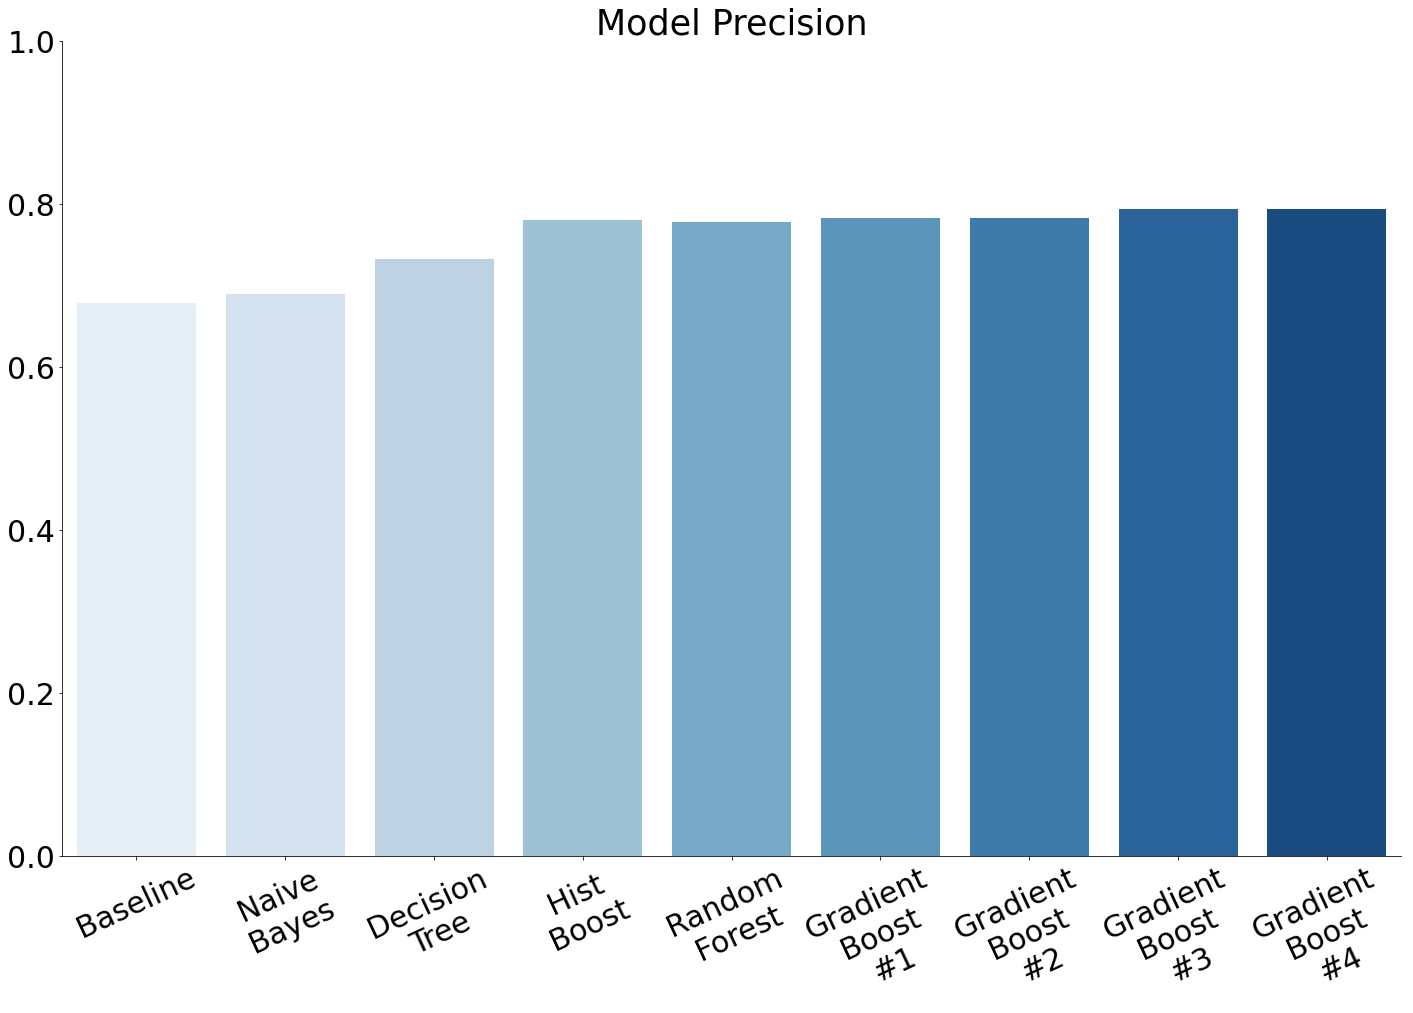 Model Precision
1.0
0.8
0.6
0.4
0.2
0.0
Baseline
Naive
Bayes
Decision
Tree
Hist
Boost
Random
Forest
Gradient
Boost
#1
Gradient
Boost
#2
Gradient
Boost
#3
Gradient
Boost
#4